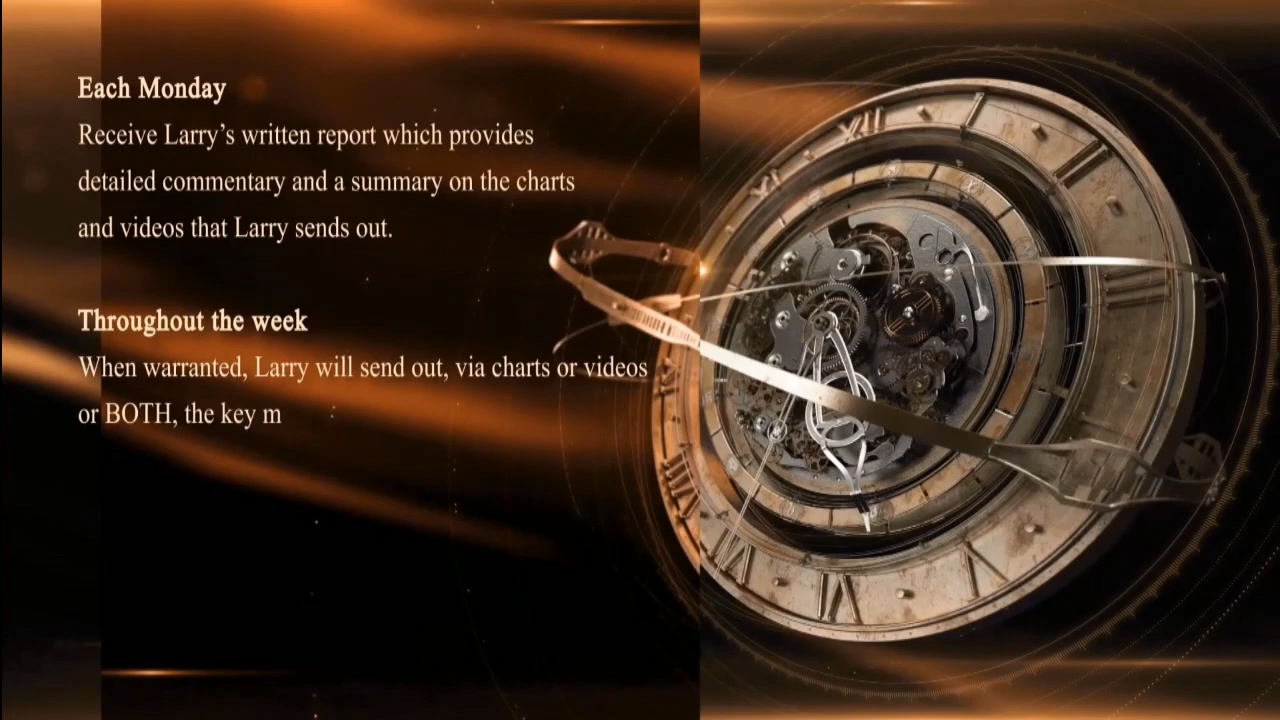 Each Monday
Receive Larry’s written report which provides
detailed commentary and a summary on the charts
and videos that Larry sends out.
Throughout the week
When warranted, Larry will send out, via charts or videos
or BOTH, the key m